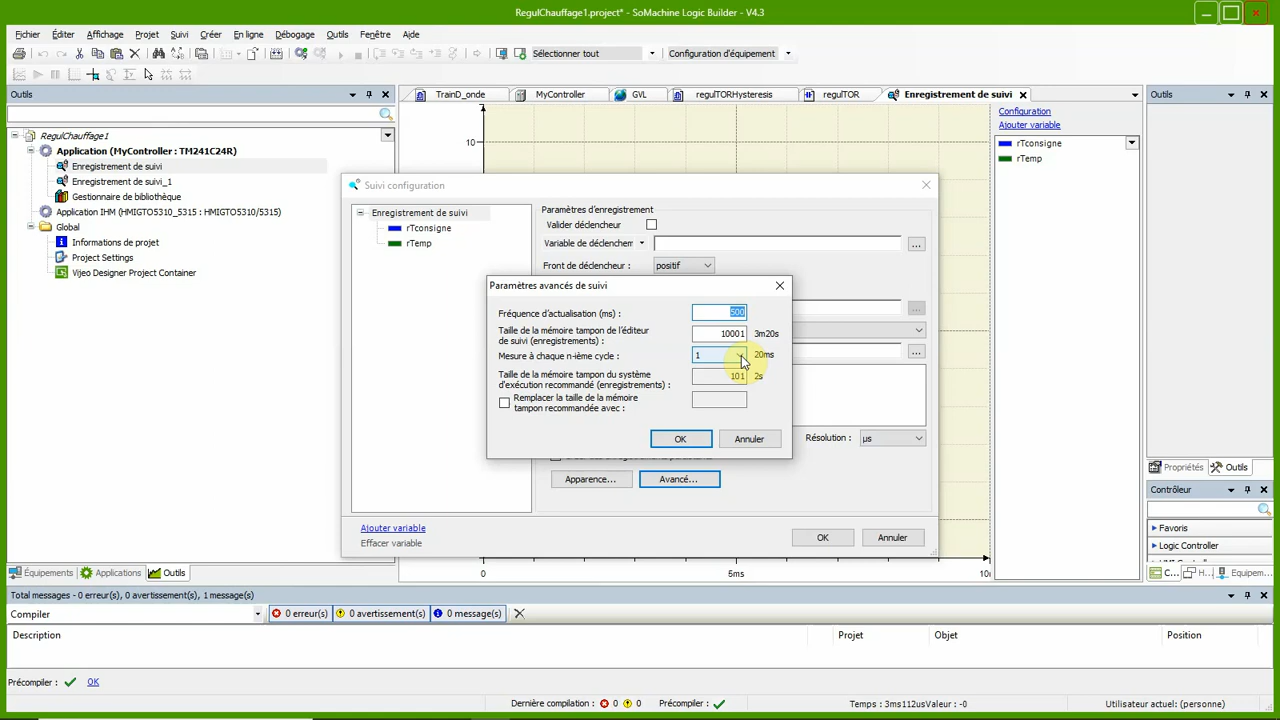 RegulChauffage1.project* - SoMachine Logic Builder - V4.3
Fichier Éditer Affichage Projet Suivi Créer En ligne Débogage Outils Fenêtre Aide
Sélectionner tout Configuration d'équipement
Outils
TrainD_onde MyController GVL regulTORHysteresis regulTOR Enregistrement de suivi
Outils
RegulChauffage1
Application (MyController : TM241C24R)
Enregistrement de suivi
Enregistrement de suivi_1
Gestionnaire de bibliothèque
Application IHM (HMIGTO5310_5315 : HMIGTO5310/5315)
Global
Informations de projet
Project Settings
Vijeo Designer Project Container
10
Configuration
Ajouter variable
rTconsigne
rTemp
Suivi configuration
Enregistrement de suivi
rTconsigne
rTemp
Paramètres d'enregistrement
Valider déclencheur
Variable de déclenchem
...
Front de déclencheur : positif
...
...
Résolution : µs
Apparence... Avancé...
Ajouter variable
Effacer variable
OK Annuler
Paramètres avancés de suivi
Fréquence d'actualisation (ms) : 500
Taille de la mémoire tampon de l'éditeur
de suivi (enregistrements) : 10001 3m20s
Mesure à chaque n-ième cycle : 1 20ms
Taille de la mémoire tampon du système
d'exécution recommandé (enregistrements) : 101 2s
Remplacer la taille de la mémoire
tampon recommandée avec :
OK Annuler
0 5ms
Propriétés Outils
Contrôleur
Favoris
Logic Controller
C... H... Equipem...
Équipements Applications Outils
Total messages - 0 erreur(s), 0 avertissement(s), 1 message(s)
Compiler 0 erreur(s) 0 avertissement(s) 0 message(s)
Description Projet Objet Position
Précompiler : OK
Dernière compilation : 0 0 Précompiler : Temps : 3ms112usValeur : -0 Utilisateur actuel: (personne)